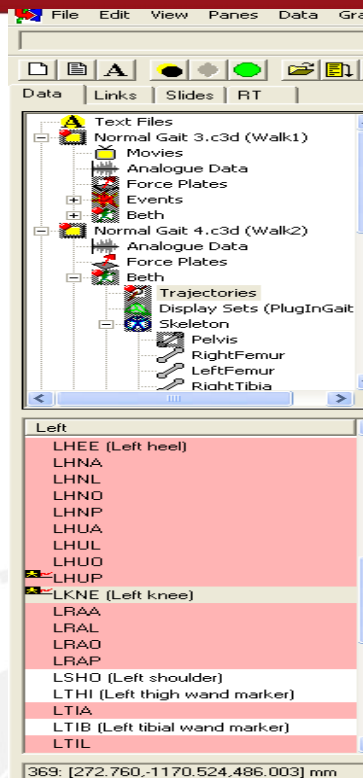 File Edit View Panes Data Gra
A
Data Links Slides RT
Text Files
Normal Gait 3.c3d (Walk1)
Movies
Analogue Data
Force Plates
Events
Beth
Normal Gait 4.c3d (Walk2)
Analogue Data
Force Plates
Beth
Trajectories
Display Sets (PlugInGait
Skeleton
Pelvis
RightFemur
LeftFemur
RightTibia
Left
LHEE (Left heel)
LHNA
LHNL
LHNO
LHNP
LHUA
LHUL
LHUO
LHUP
LKNE (Left knee)
LRAA
LRAL
LRAO
LRAP
LSHO (Left shoulder)
LTHI (Left thigh wand marker)
LTIA
LTIB (Left tibial wand marker)
LTIL
369: [272.760,-1170.524,486.003] mm